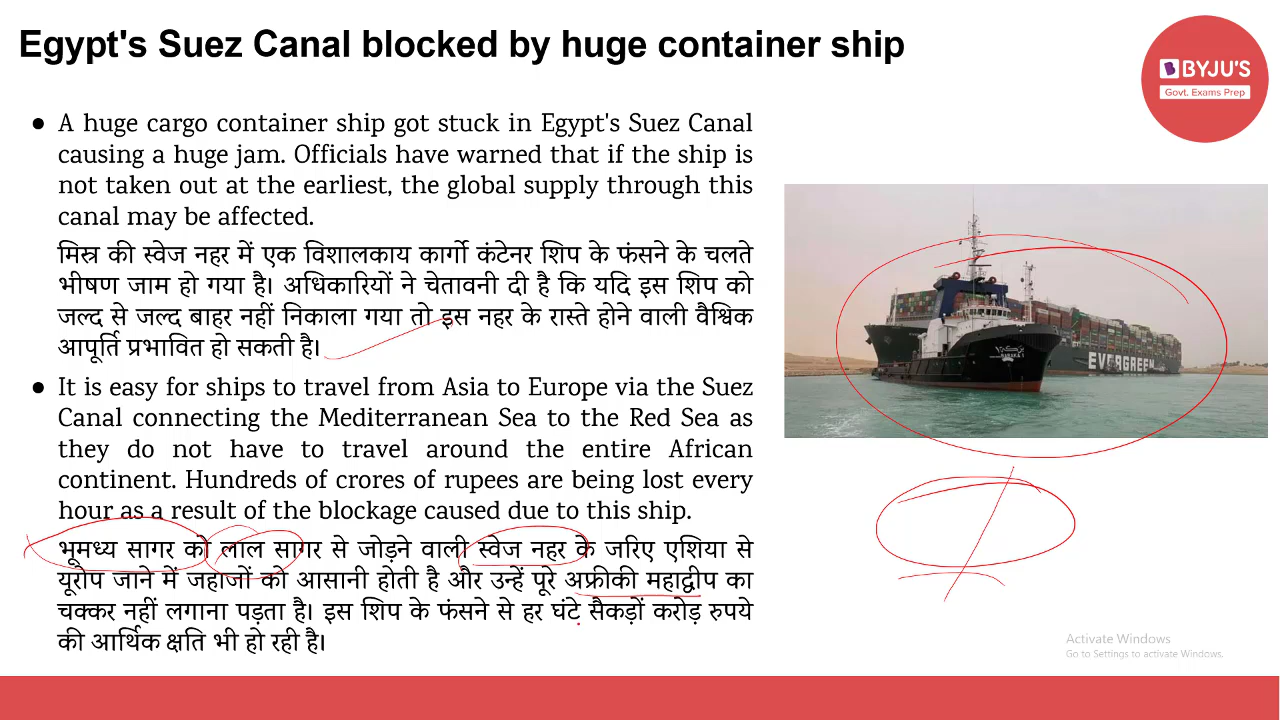 Egypt's Suez Canal blocked by huge container ship
BYJU'S
Govt. Exams Prep
● A huge cargo container ship got stuck in Egypt's Suez Canal
causing a huge jam. Officials have warned that if the ship is
not taken out at the earliest, the global supply through this
canal may be affected.
मिस्र की स्वेज नहर में एक विशालकाय कार्गो कंटेनर शिप के फंसने के चलते
भीषण जाम हो गया है। अधिकारियों ने चेतावनी दी है कि यदि इस शिप को
जल्द से जल्द बाहर नहीं निकाला गया तो इस नहर के रास्ते होने वाली वैश्विक
आपूर्ति प्रभावित हो सकती है।
● It is easy for ships to travel from Asia to Europe via the Suez
Canal connecting the Mediterranean Sea to the Red Sea as
they do not have to travel around the entire African
continent. Hundreds of crores of rupees are being lost every
hour as a result of the blockage caused due to this ship.
भूमध्य सागर को लाल सागर से जोड़ने वाली स्वेज नहर के जरिए एशिया से
यूरोप जाने में जहाजों को आसानी होती है और उन्हें पूरे अफ्रीकी महाद्वीप का
चक्कर नहीं लगाना पड़ता है। इस शिप के फंसने से हर घंटे सैकड़ों करोड़ रुपये
की आर्थिक क्षति भी हो रही है।
EVERGREEN
Activate Windows
Go to Settings to activate Windows.